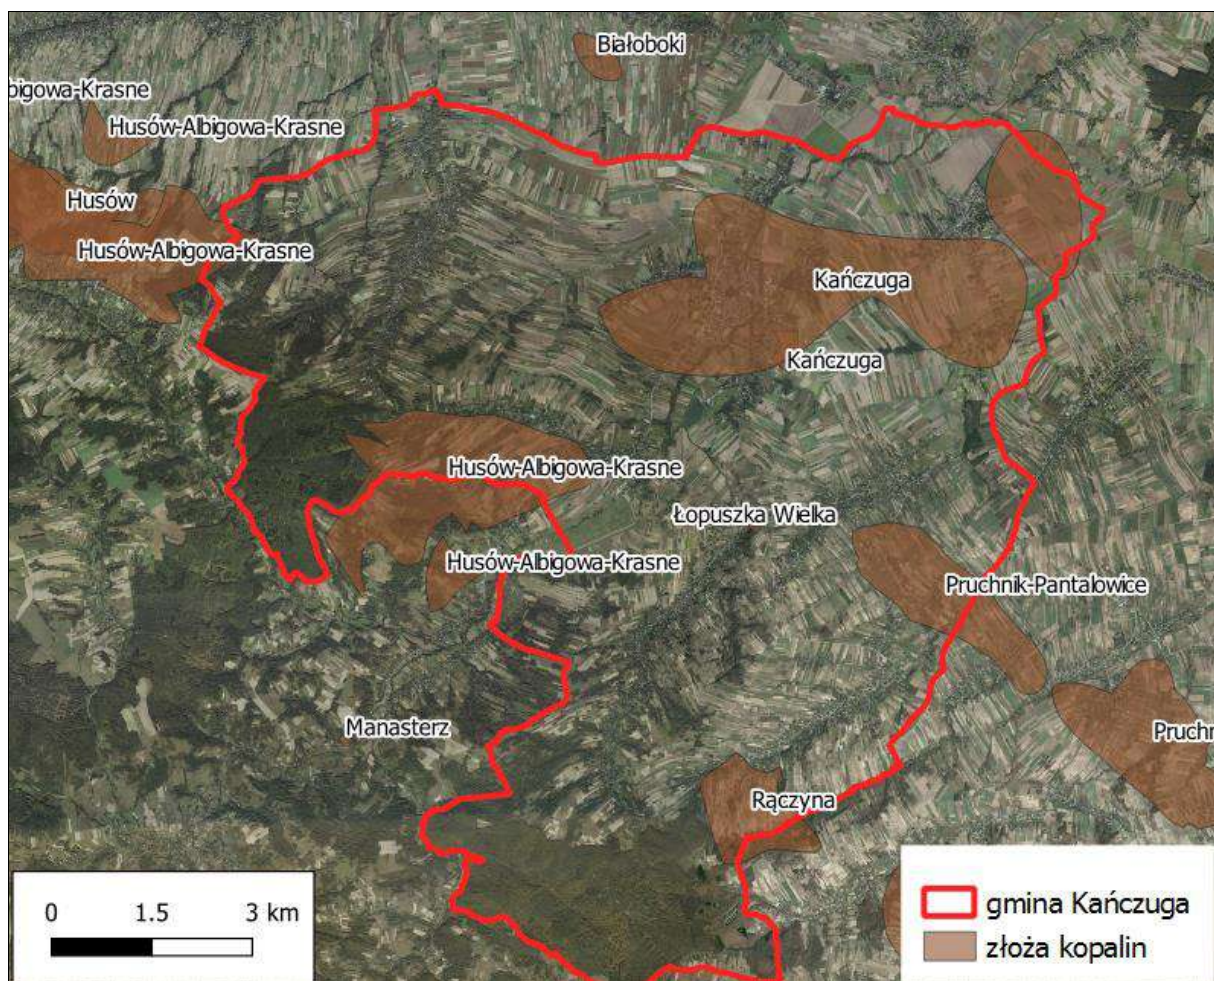 Białoboki
bigowa-Krasne
Husów-Albigowa-Krasne
Husów
Husów-Albigowa-Krasne
Kańczuga
Kańczuga
Husów-Albigowa-Krasne
Łopuszka Wielka
Husów-Albigowa-Krasne
Pruchnik-Pantalowice
Manasterz
Pruchn
Rączyna
0 1.5 3 km
gmina Kańczuga
złoża kopalin